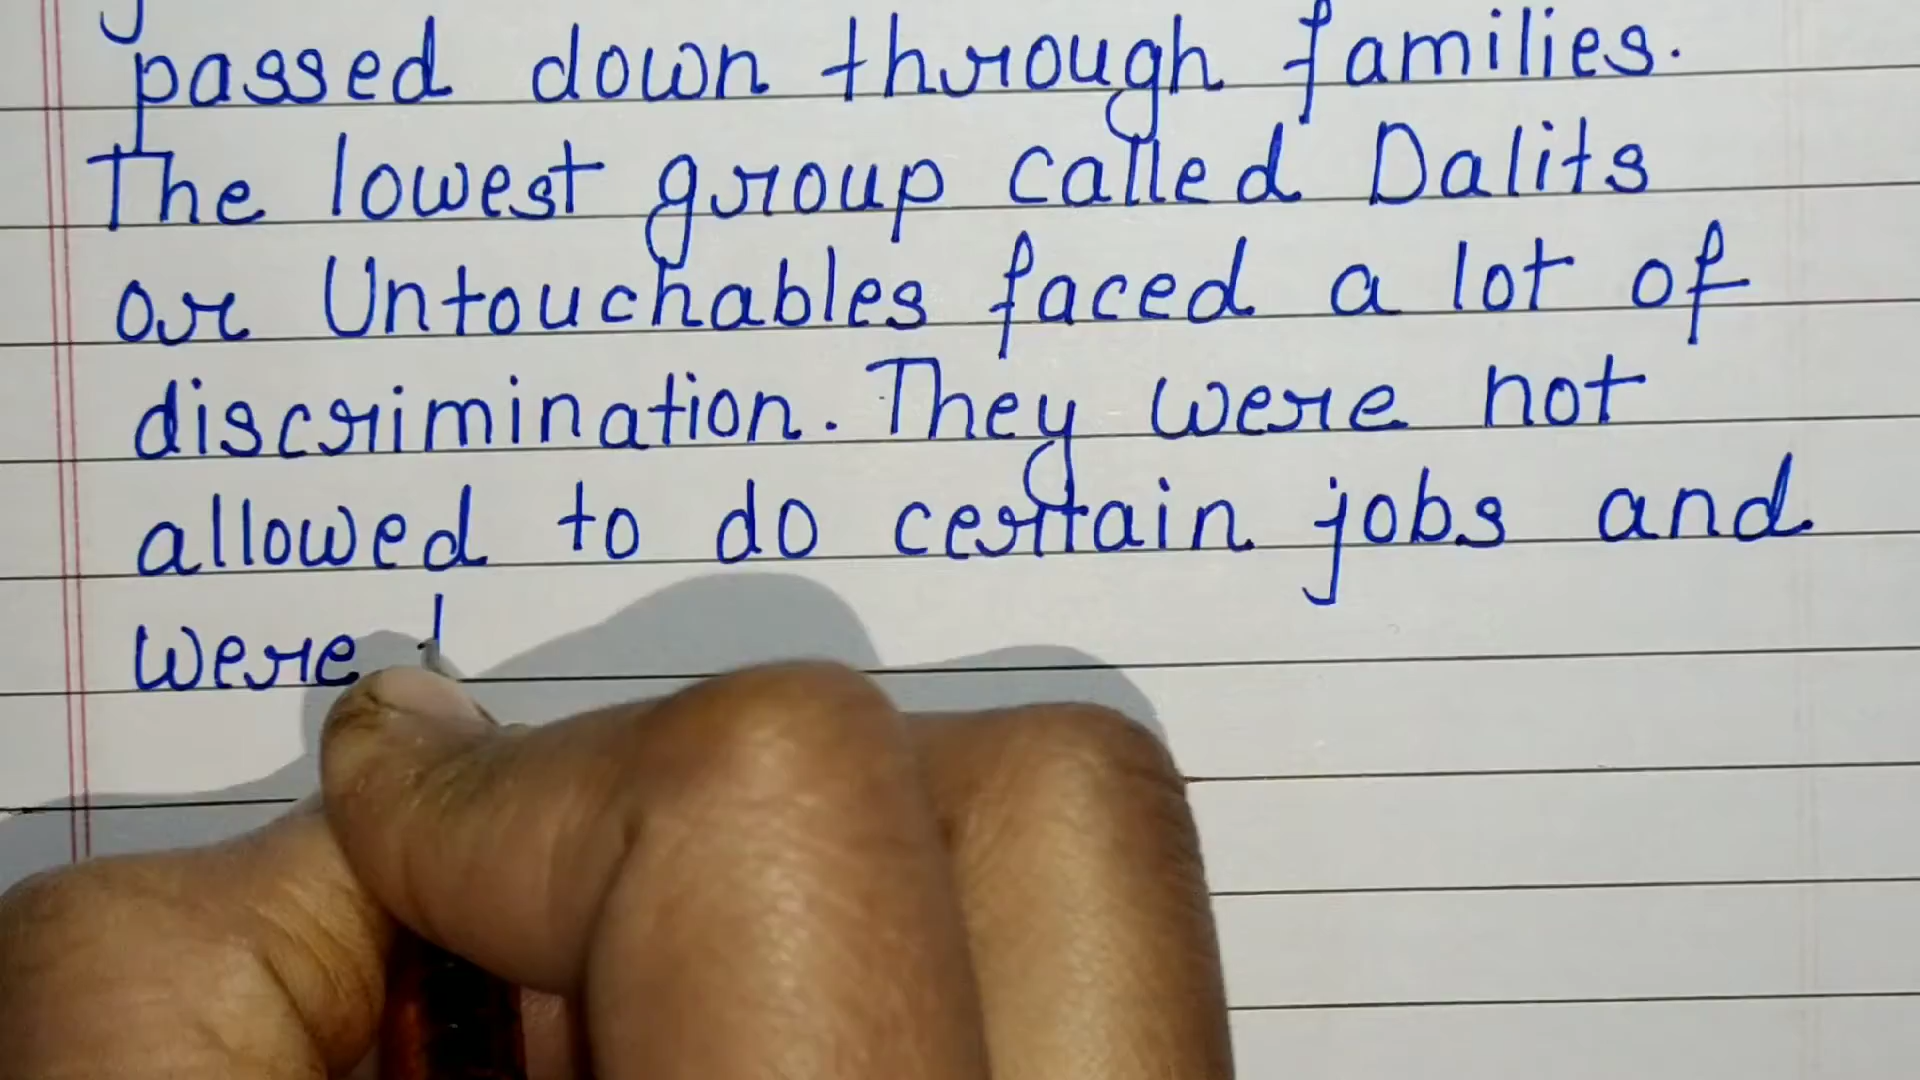 passed down through families.
The lowest group called Dalits
or Untouchables faced a lot of
discrimination. They were not
allowed to do certain jobs and
were